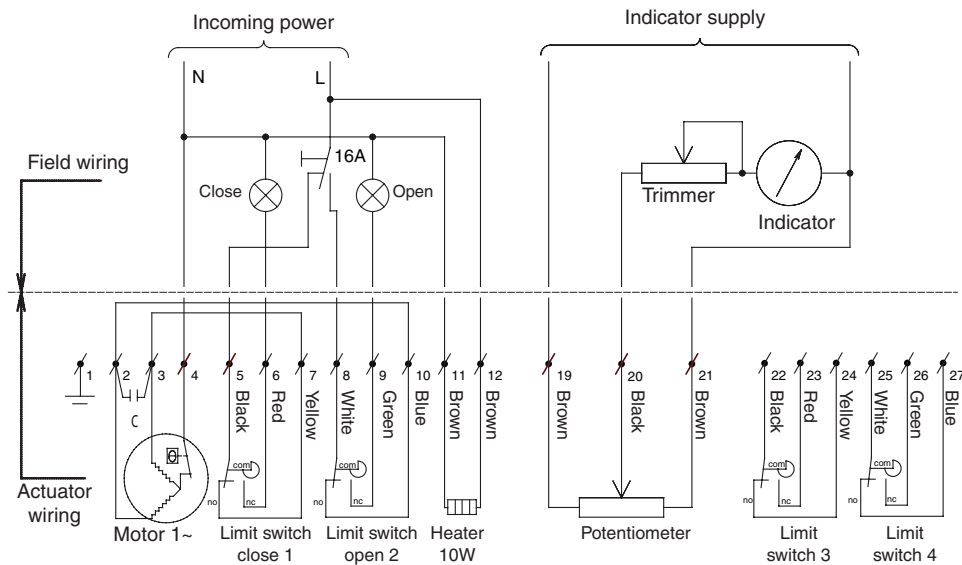 Incoming power
Indicator supply
N
L
16A
Field wiring
Close
Open
Trimmer
Indicator
1
2
3
4
5
6
7
8
9
10
11
12
19
20
21
22
23
24
25
26
27
C
Black
Red
Yellow
White
Green
Blue
Brown
Brown
Brown
Black
Brown
Black
Red
Yellow
White
Green
Blue
com
no
nc
com
no
nc
com
no
nc
com
no
nc
Actuator
wiring
Motor 1~
Limit switch
close 1
Limit switch
open 2
Heater
10W
Potentiometer
Limit
switch 3
Limit
switch 4